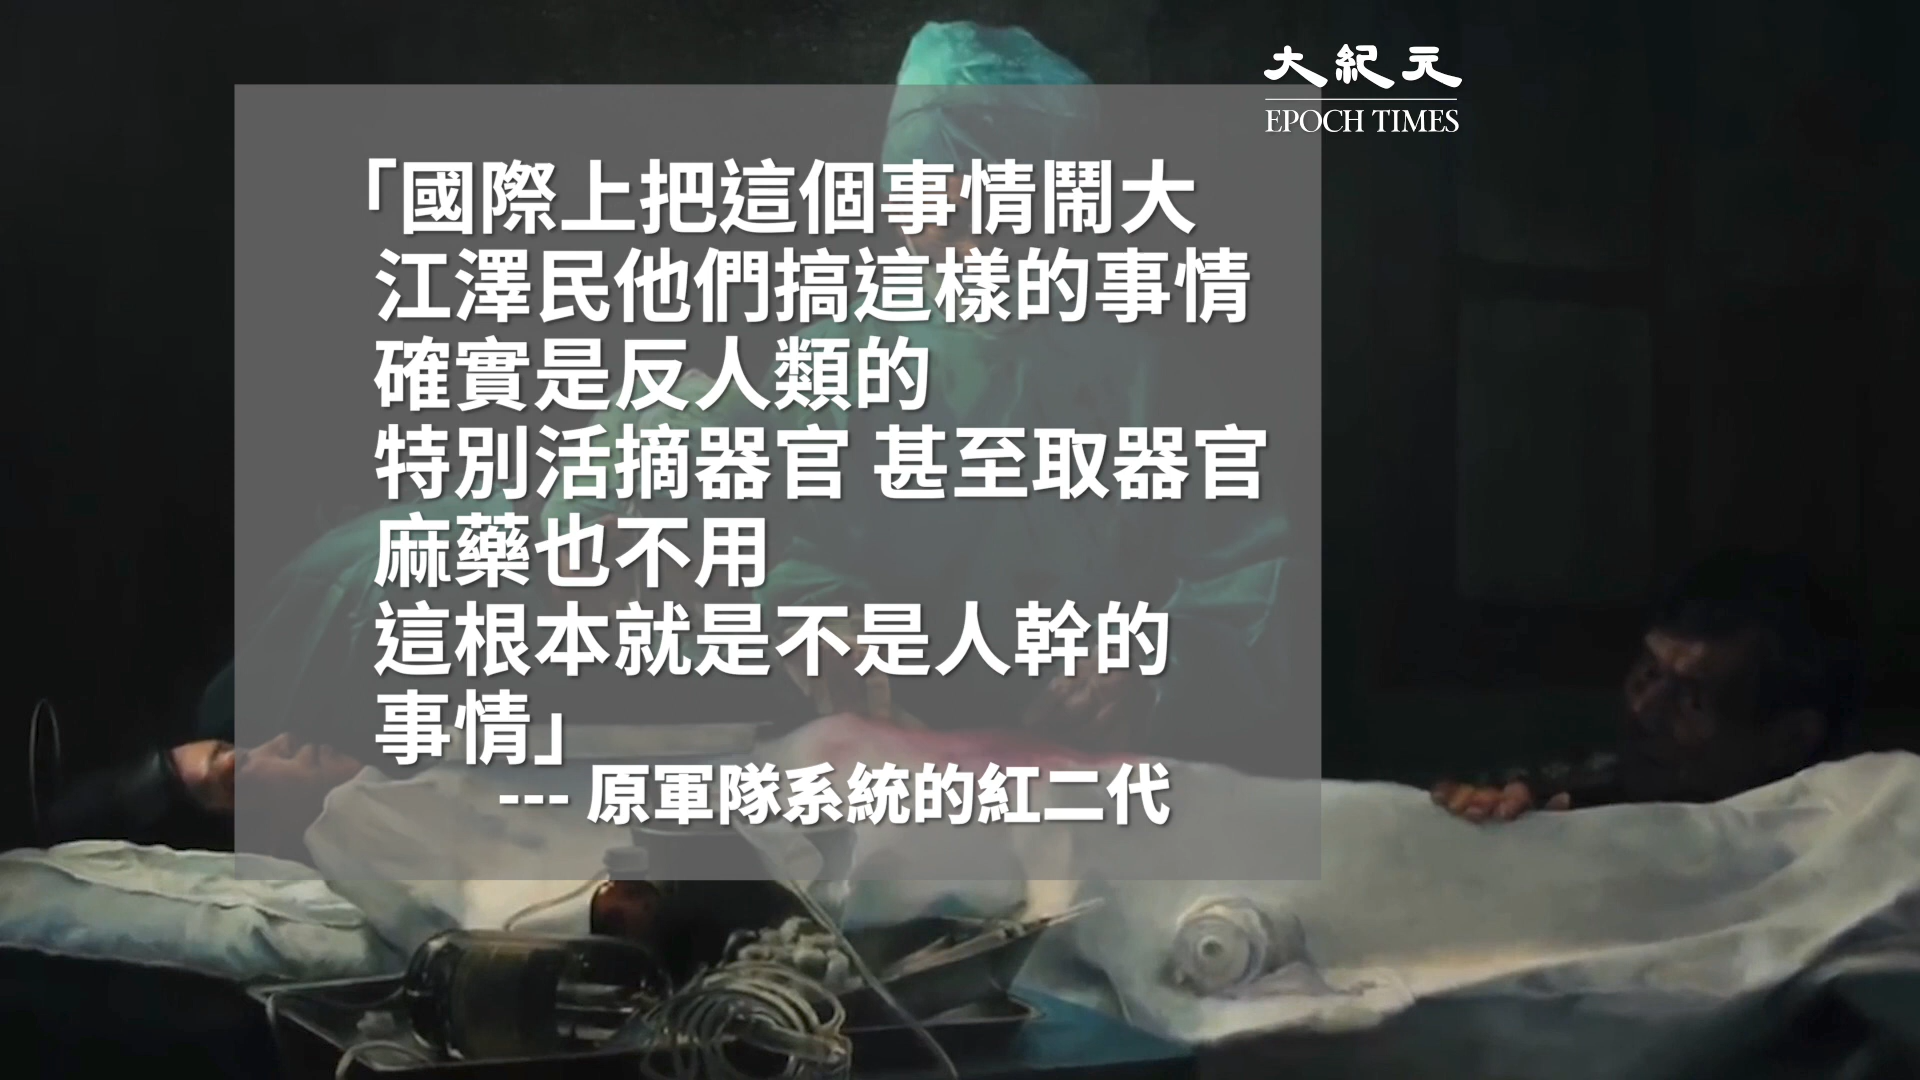 大紀元
EPOCH TIMES
「國際上把這個事情鬧大
江澤民他們搞這樣的事情
確實是反人類的
特別活摘器官 甚至取器官
麻藥也不用
這根本就是不是人幹的
事情」
--- 原軍隊系統的紅二代